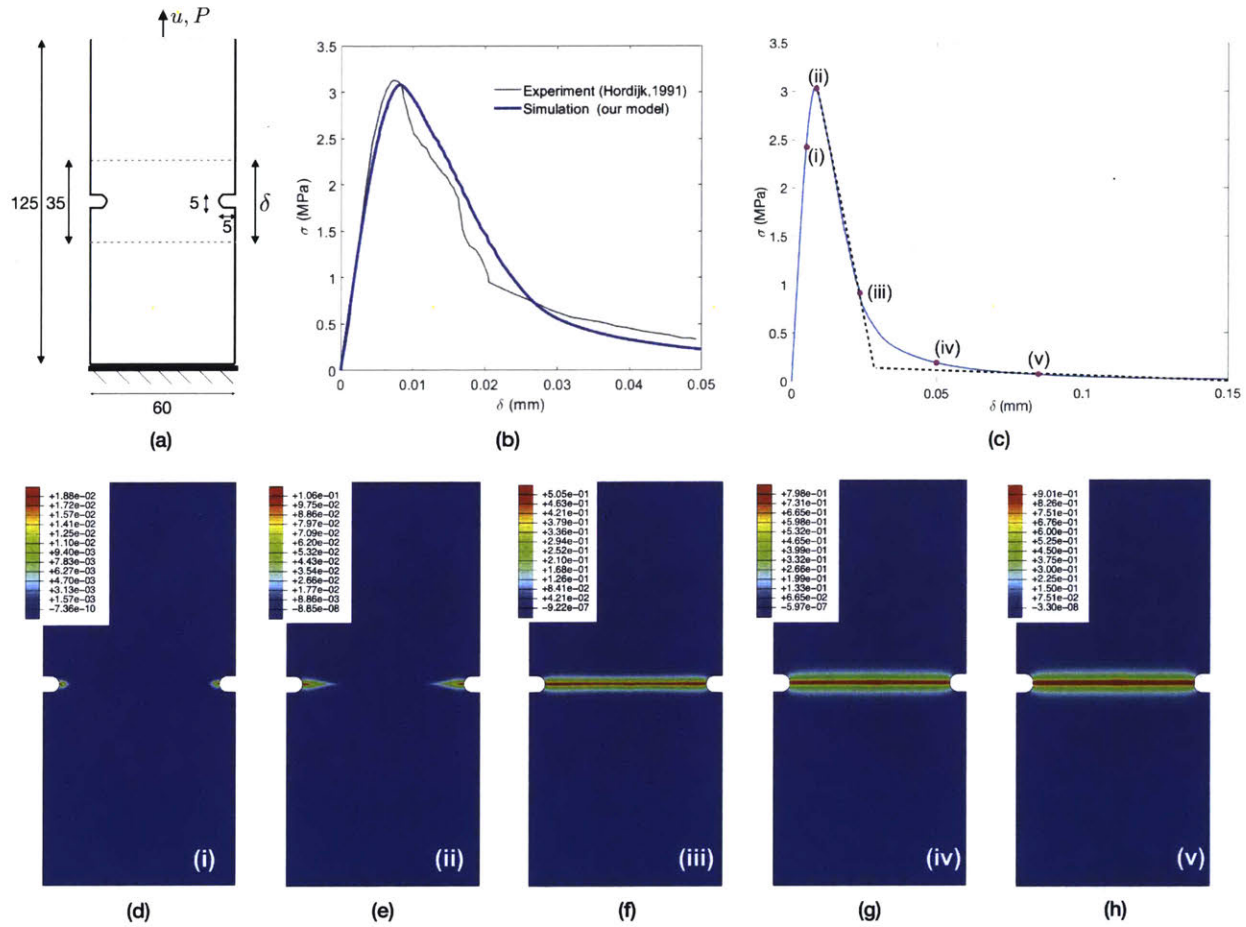 u, P
125
35
5
5
δ
60
(a)
3.5
3
2.5
2
1.5
1
0.5
0
σ (MPa)
Experiment (Hordijk,1991)
Simulation (our model)
0
0.01
0.02
0.03
0.04
0.05
δ (mm)
(b)
3.5
3
2.5
2
1.5
1
0.5
0
σ (MPa)
(ii)
(i)
(iii)
(iv)
(v)
0
0.05
0.1
0.15
δ (mm)
(c)
+1.88e−02
+1.72e−02
+1.57e−02
+1.41e−02
+1.25e−02
+1.10e−02
+9.40e−03
+7.83e−03
+6.27e−03
+4.70e−03
+3.13e−03
+1.57e−03
−7.36e−10
(i)
(d)
+1.06e−01
+9.75e−02
+8.86e−02
+7.97e−02
+7.09e−02
+6.20e−02
+5.32e−02
+4.43e−02
+3.54e−02
+2.66e−02
+1.77e−02
+8.86e−03
−8.85e−08
(ii)
(e)
+5.05e−01
+4.63e−01
+4.21e−01
+3.79e−01
+3.36e−01
+2.94e−01
+2.52e−01
+2.10e−01
+1.68e−01
+1.26e−01
+8.41e−02
+4.21e−02
−9.22e−07
(iii)
(f)
+7.98e−01
+7.31e−01
+6.65e−01
+5.98e−01
+5.32e−01
+4.65e−01
+3.99e−01
+3.32e−01
+2.66e−01
+1.99e−01
+1.33e−01
+6.65e−02
−5.97e−07
(iv)
(g)
+9.01e−01
+8.26e−01
+7.51e−01
+6.76e−01
+6.00e−01
+5.25e−01
+4.50e−01
+3.75e−01
+3.00e−01
+2.25e−01
+1.50e−01
+7.51e−02
−3.30e−08
(v)
(h)